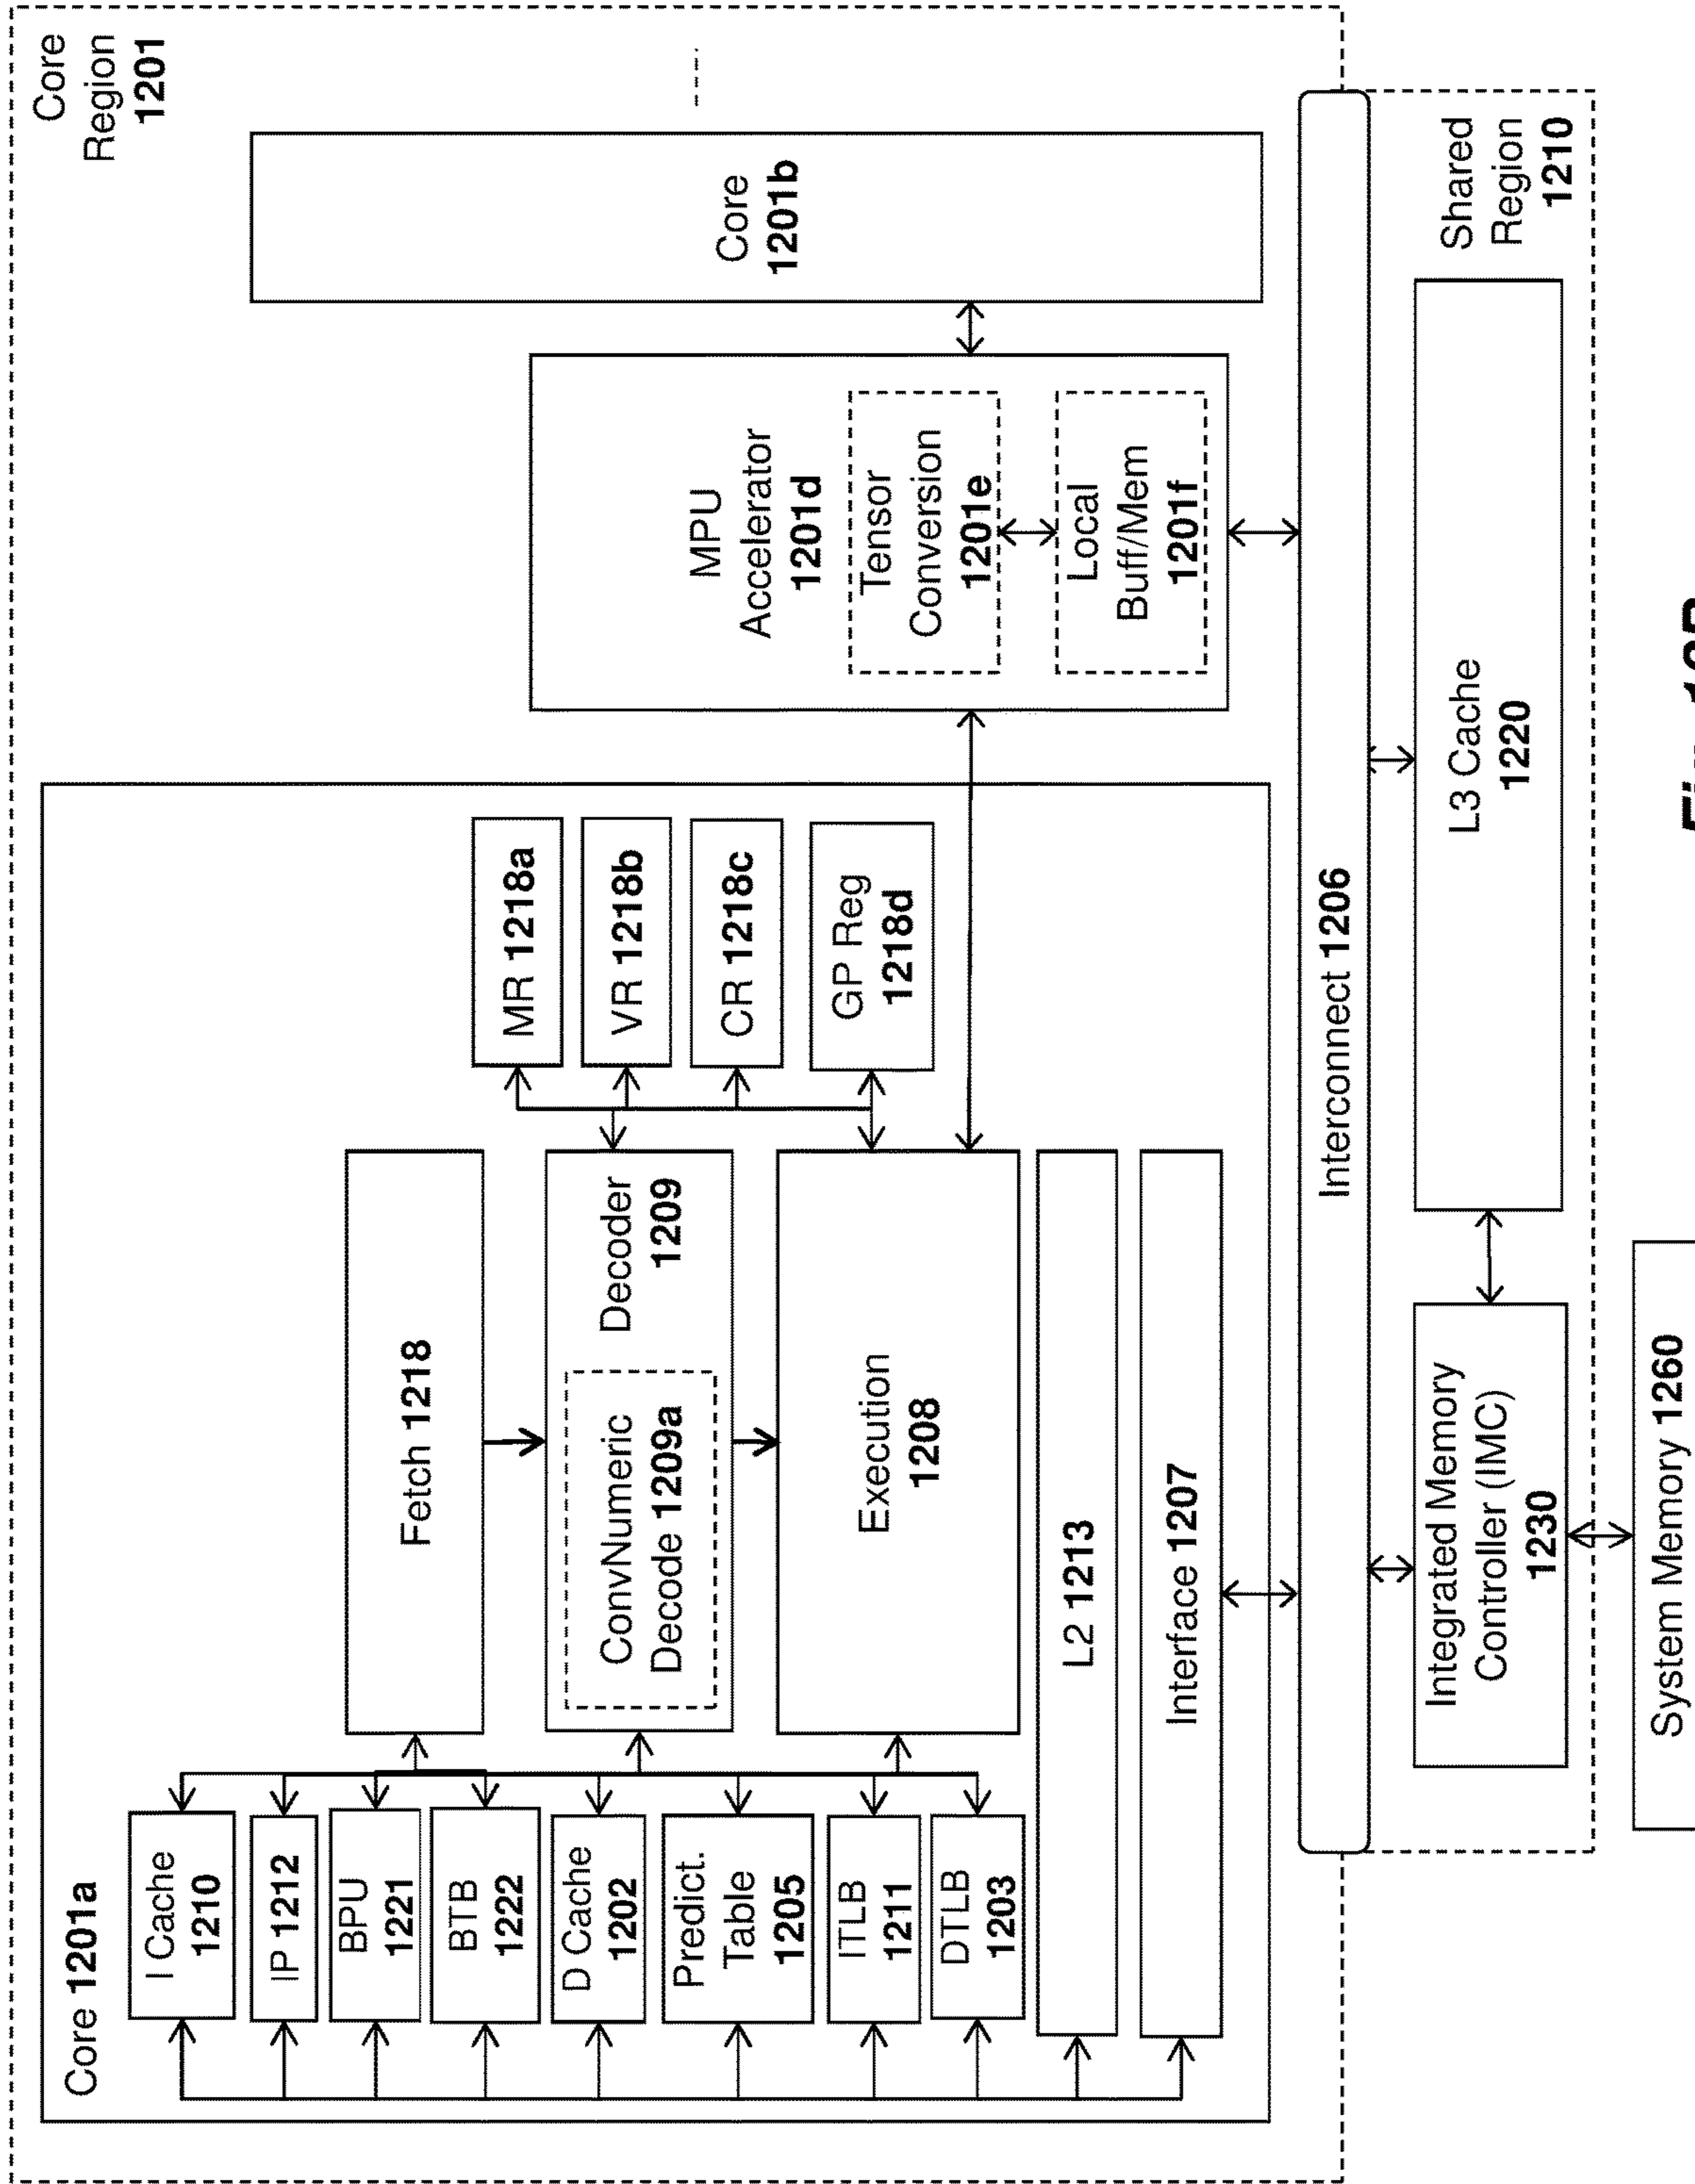 Core
Region
1201
Core 1201a
I Cache
1210
IP 1212
BPU
1221
BTB
1222
D Cache
1202
Predict.
Table
1205
ITLB
1211
DTLB
1203
Fetch 1218
Decoder
1209
ConvNumeric
Decode 1209a
Execution
1208
L2 1213
Interface 1207
MR 1218a
VR 1218b
CR 1218c
GP Reg
1218d
MPU
Accelerator
1201d
Tensor
Conversion
1201e
Local
Buff/Mem
1201f
Core
1201b
Interconnect 1206
Shared
Region
1210
Integrated Memory
Controller (IMC)
1230
L3 Cache
1220
System Memory 1260